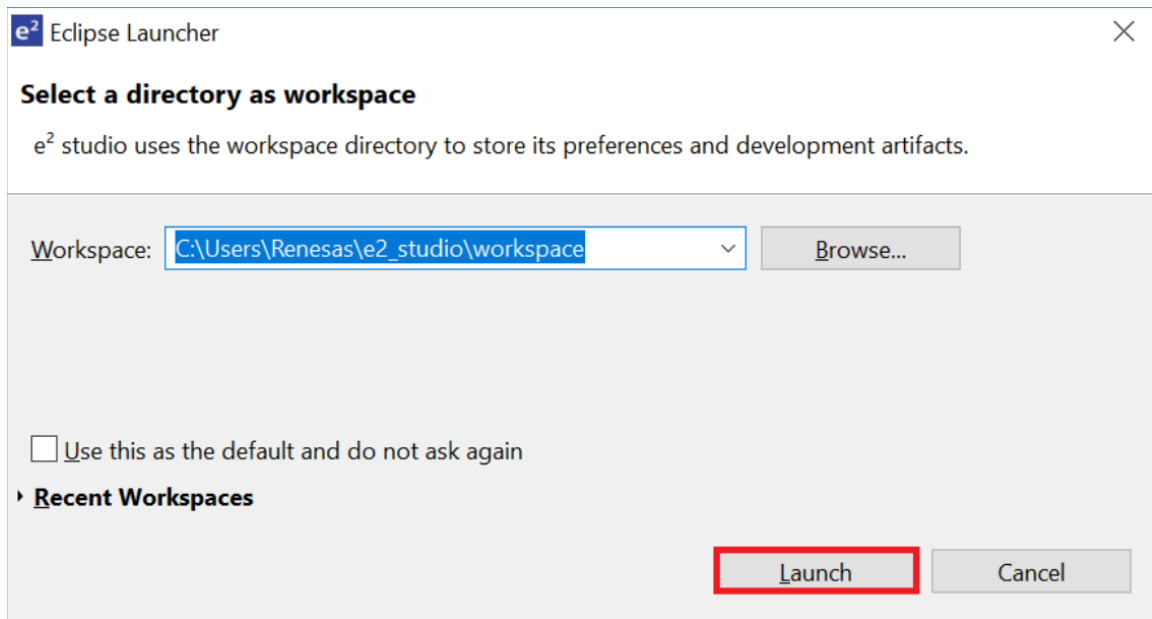 e² Eclipse Launcher
Select a directory as workspace
e² studio uses the workspace directory to store its preferences and development artifacts.
Workspace: C:\Users\Renesas\e2_studio\workspace Browse...
Use this as the default and do not ask again
Recent Workspaces
Launch Cancel